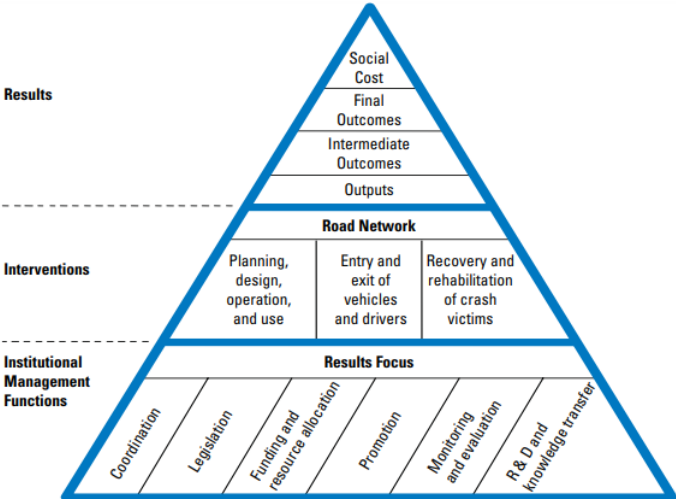 Social
Cost
Results
Final
Outcomes
Intermediate
Outcomes
Outputs
Road Network
Interventions
Planning,
design,
operation,
and use
Entry and
exit of
vehicles
and drivers
Recovery and
rehabilitation
of crash
victims
Institutional
Management
Functions
Results Focus
Coordination
Legislation
Funding and
resource allocation
Promotion
Monitoring
and evaluation
R & D and
knowledge transfer